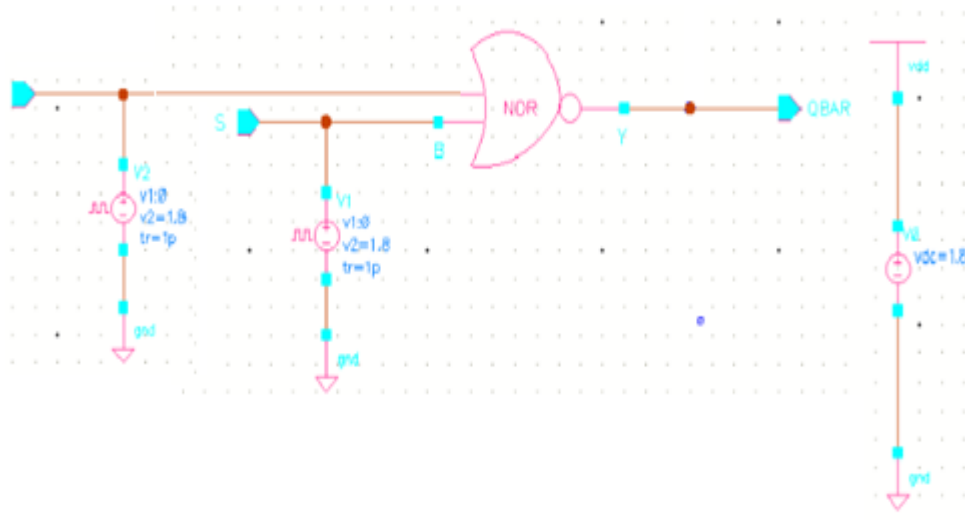 vdd
NOR
QBAR
S
B
Y
V2
v1:0
v2=1.8
tr=1p
V1
v1:0
v2=1.8
tr=1p
vdc=1.8
gnd
gnd
gnd